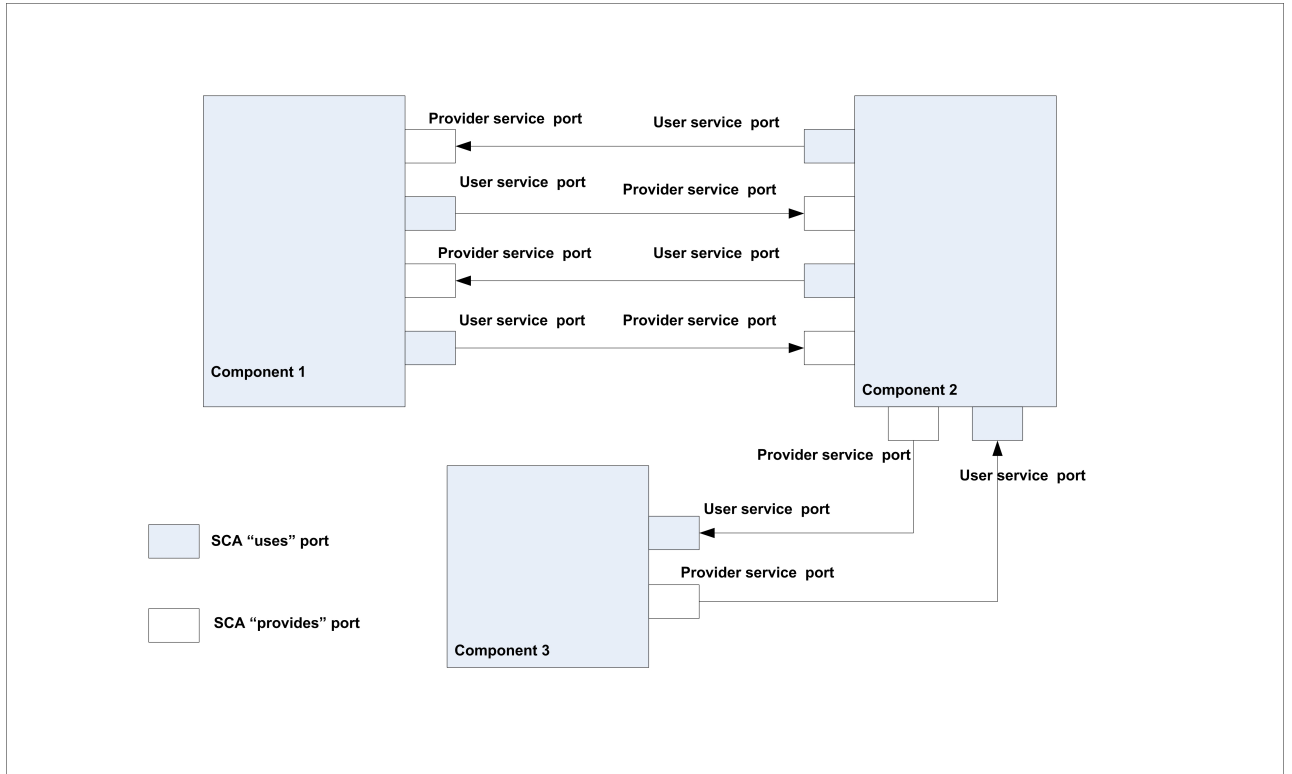 Provider service port
User service port
User service port
Provider service port
Provider service port
User service port
User service port
Provider service port
Component 1
Component 2
Provider service port
User service port
User service port
SCA “uses” port
Provider service port
SCA “provides” port
Component 3